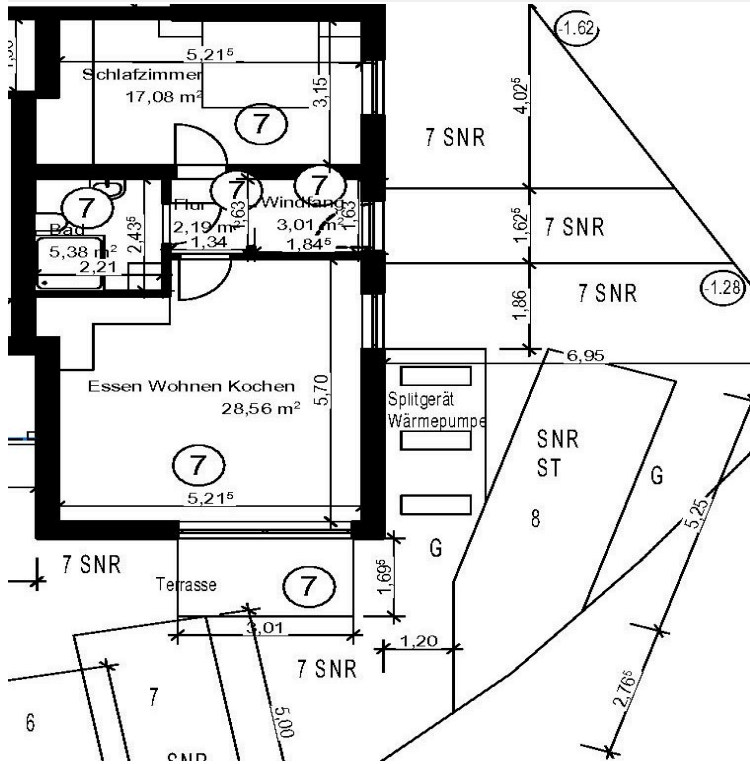 -1.62
5,21⁵
Schlafzimmer
17,08 m²
3,15
4,02⁵
7
7 SNR
7
7
7
Flur
Windfang
Bad
2,19 m²
3,01 m²
1,63
1,63
1,34
1,84⁵
5,38 m²
2,21
2,43⁵
1,62⁵
7 SNR
7 SNR
-1.28
1,86
6,95
Essen Wohnen Kochen
28,56 m²
5,70
Splitgerät
Wärmepumpe
SNR
ST
8
G
7
5,21⁵
5,25
G
7 SNR
Terrasse
7
1,69⁵
3,01
1,20
7 SNR
2,76⁵
7
6
5,00
SNR